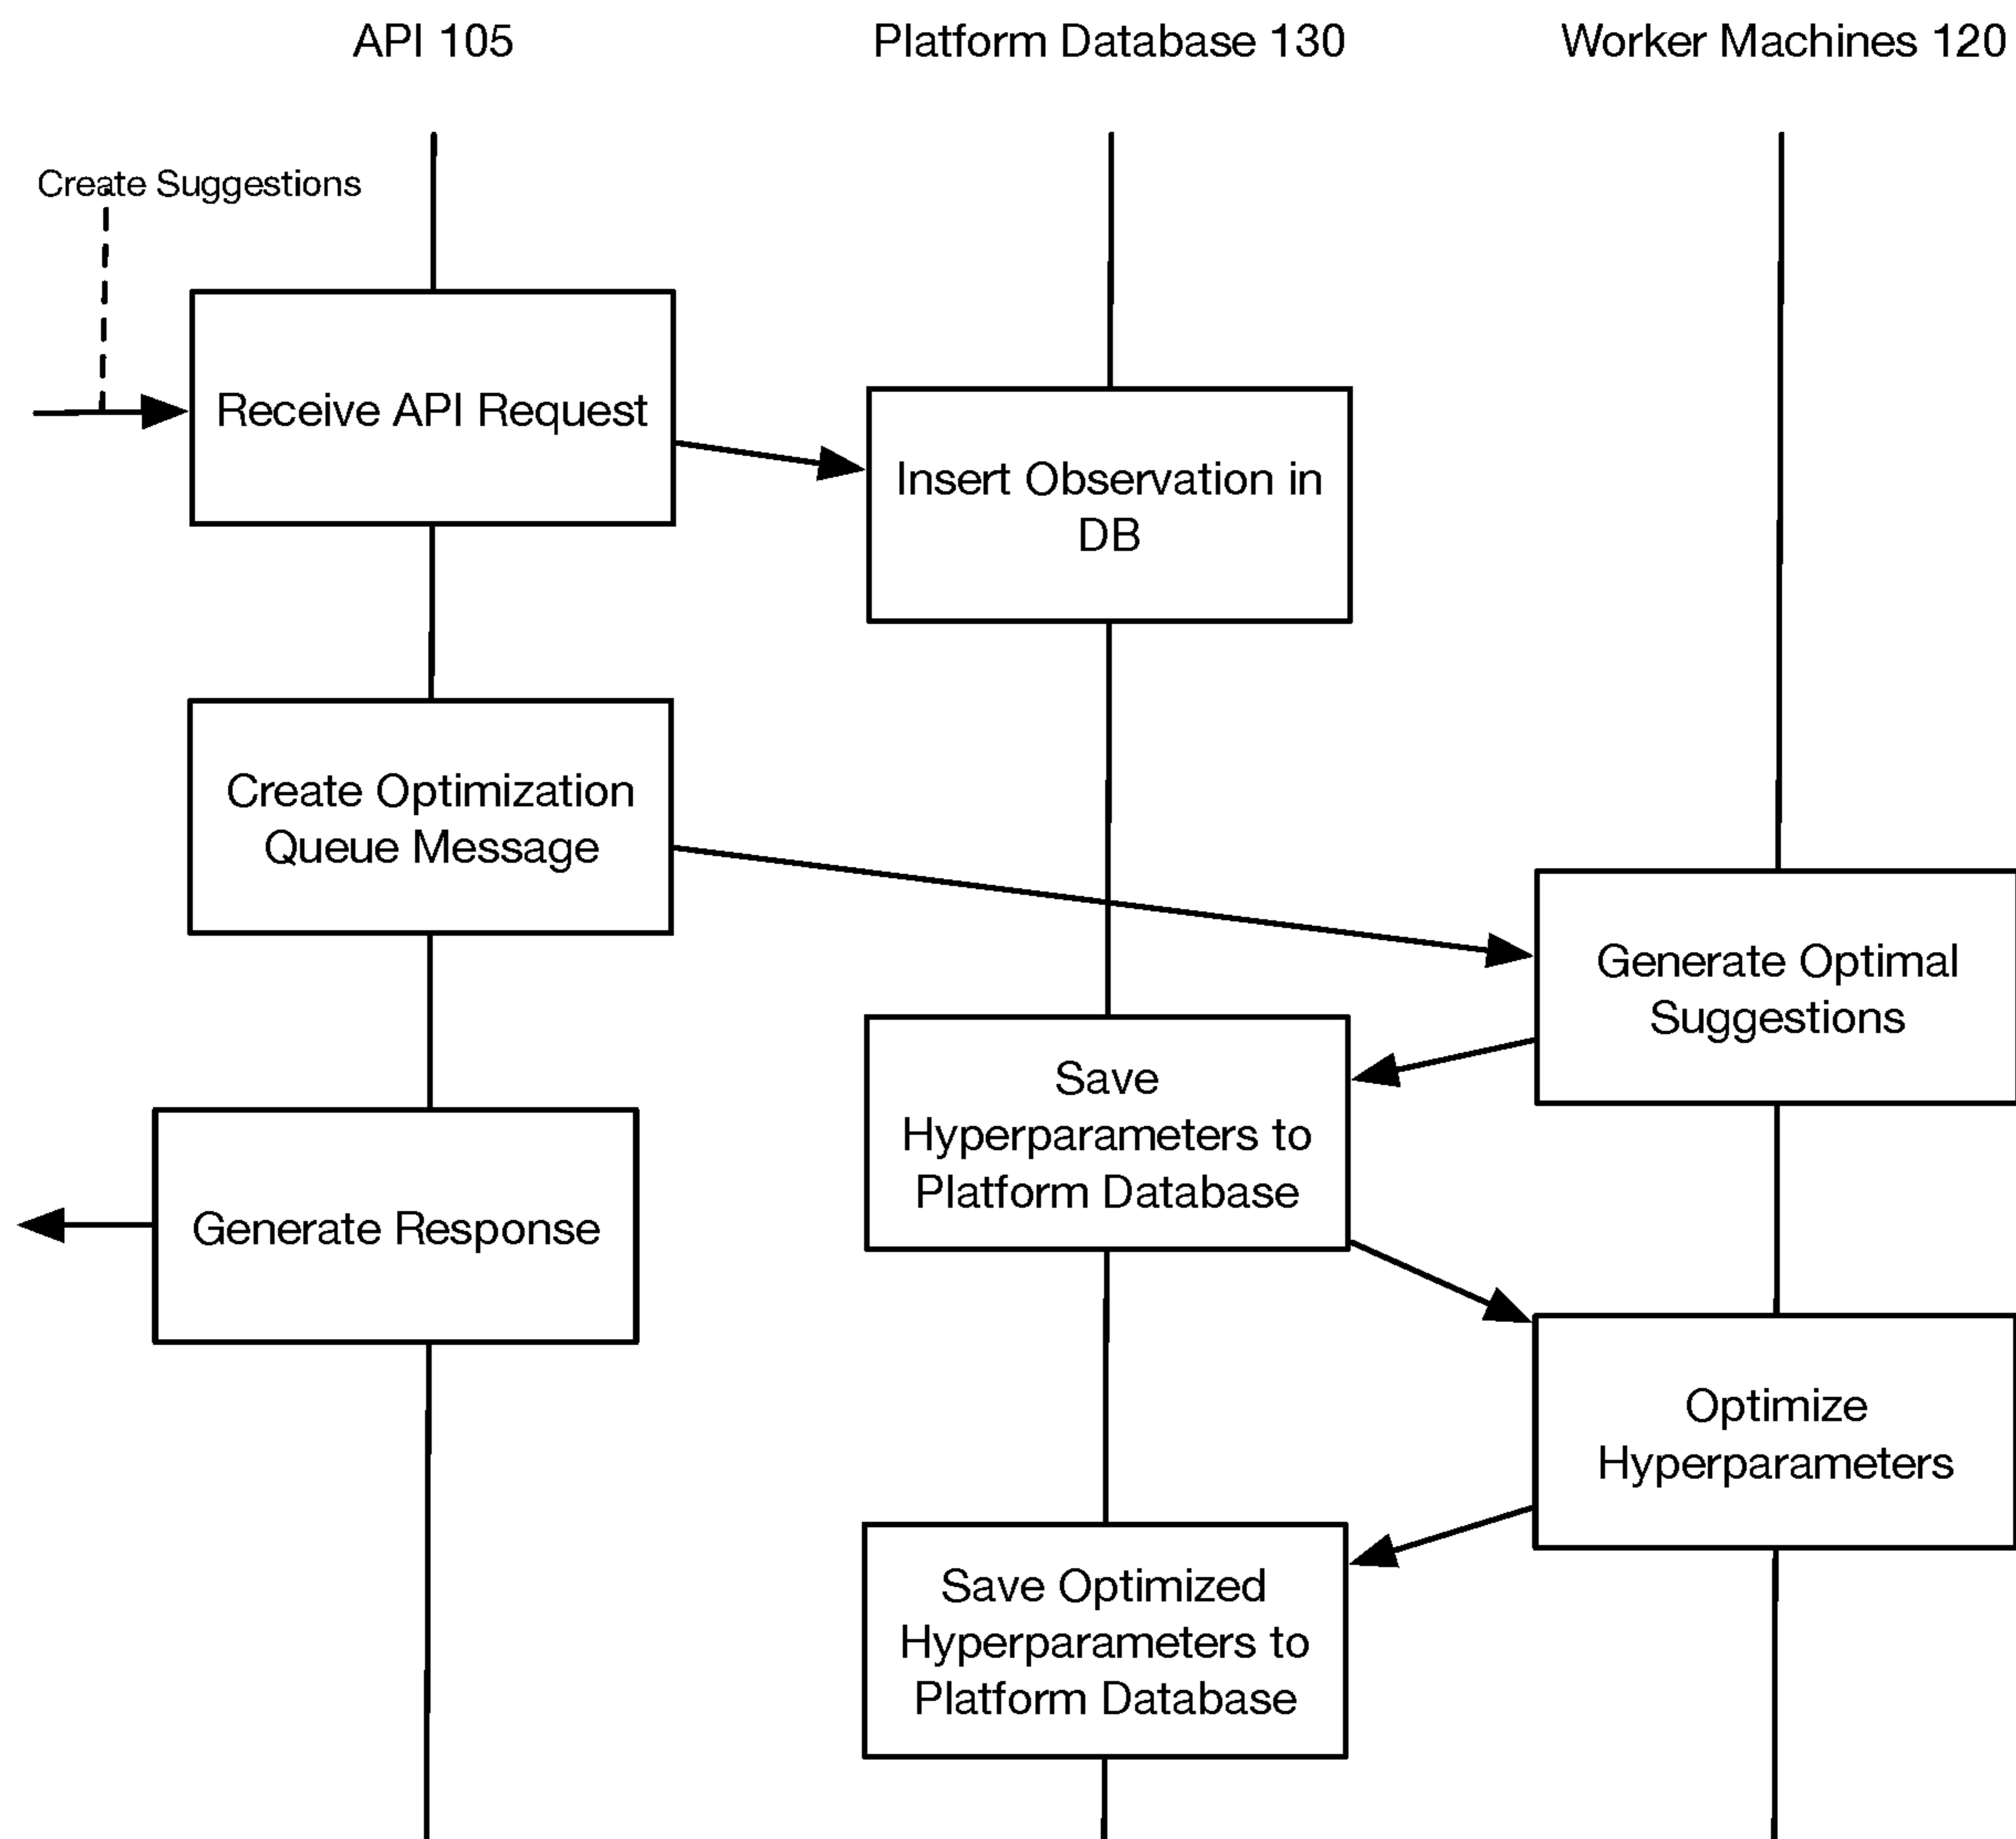 API 105
Platform Database 130
Worker Machines 120
Create Suggestions
Receive API Request
Insert Observation in
DB
Create Optimization
Queue Message
Generate Optimal
Suggestions
Save
Hyperparameters to
Platform Database
Generate Response
Optimize
Hyperparameters
Save Optimized
Hyperparameters to
Platform Database